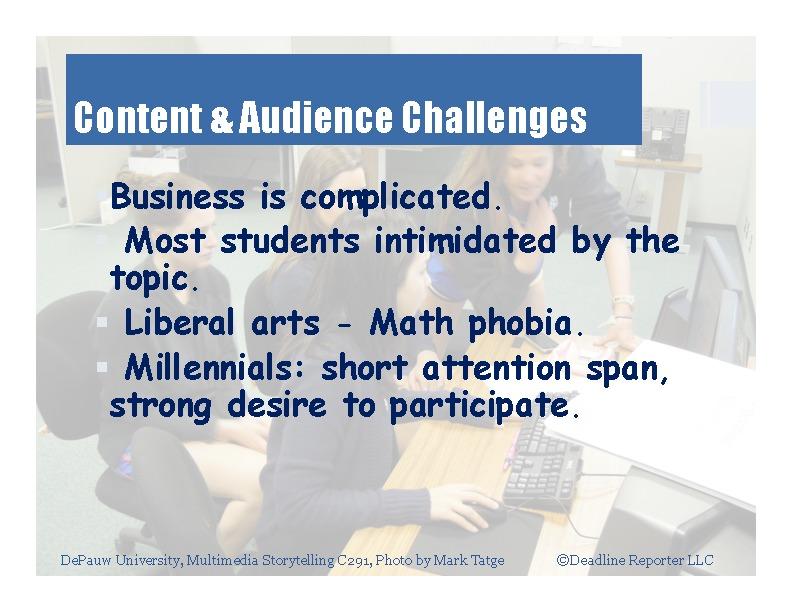 Content & Audience Challenges
Business is complicated.
Most students intimidated by the
topic.
▪ Liberal arts - Math phobia.
▪ Millennials: short attention span,
strong desire to participate.
DePauw University, Multimedia Storytelling C291, Photo by Mark Tatge ©Deadline Reporter LLC